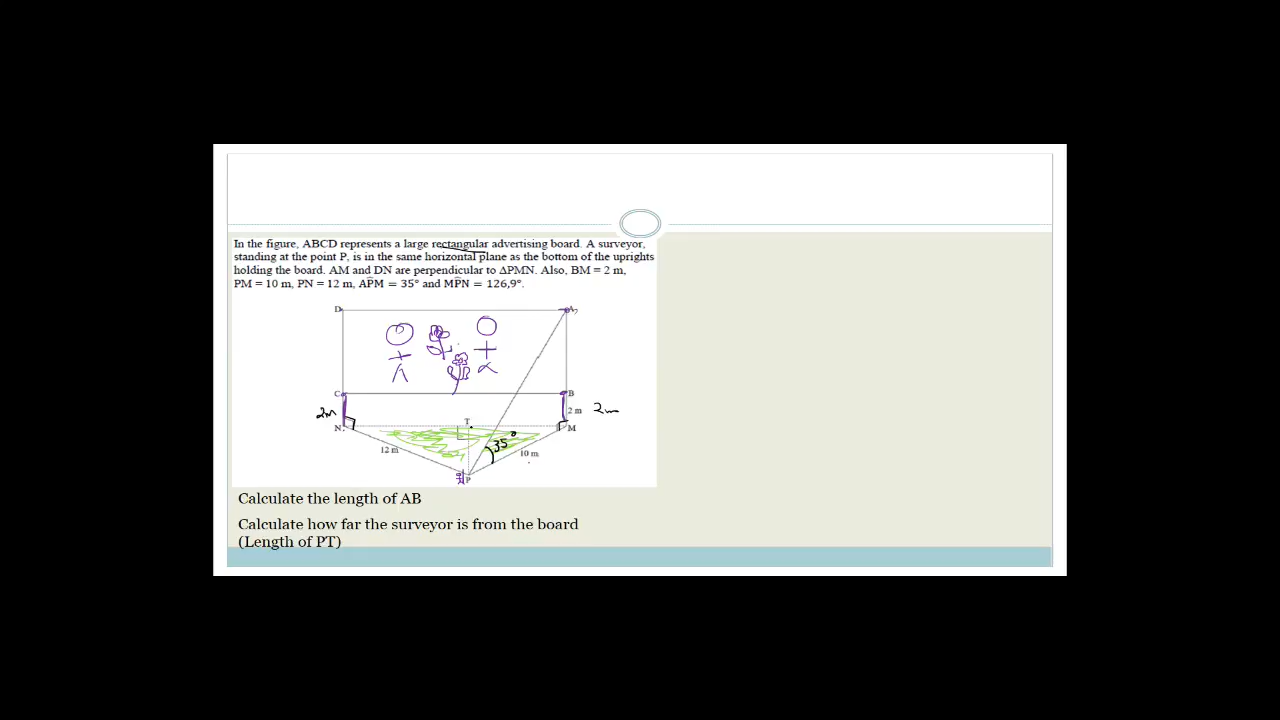 In the figure, ABCD represents a large rectangular advertising board. A surveyor,
standing at the point P, is in the same horizontal plane as the bottom of the uprights
holding the board. AM and DN are perpendicular to ΔPMN. Also, BM = 2 m,
PM = 10 m, PN = 12 m, AP̂M = 35° and MP̂N = 126,9°.
D A
C B
2m 2 m 2m
N T M
35°
12 m 10 m
P
Calculate the length of AB
Calculate how far the surveyor is from the board
(Length of PT)